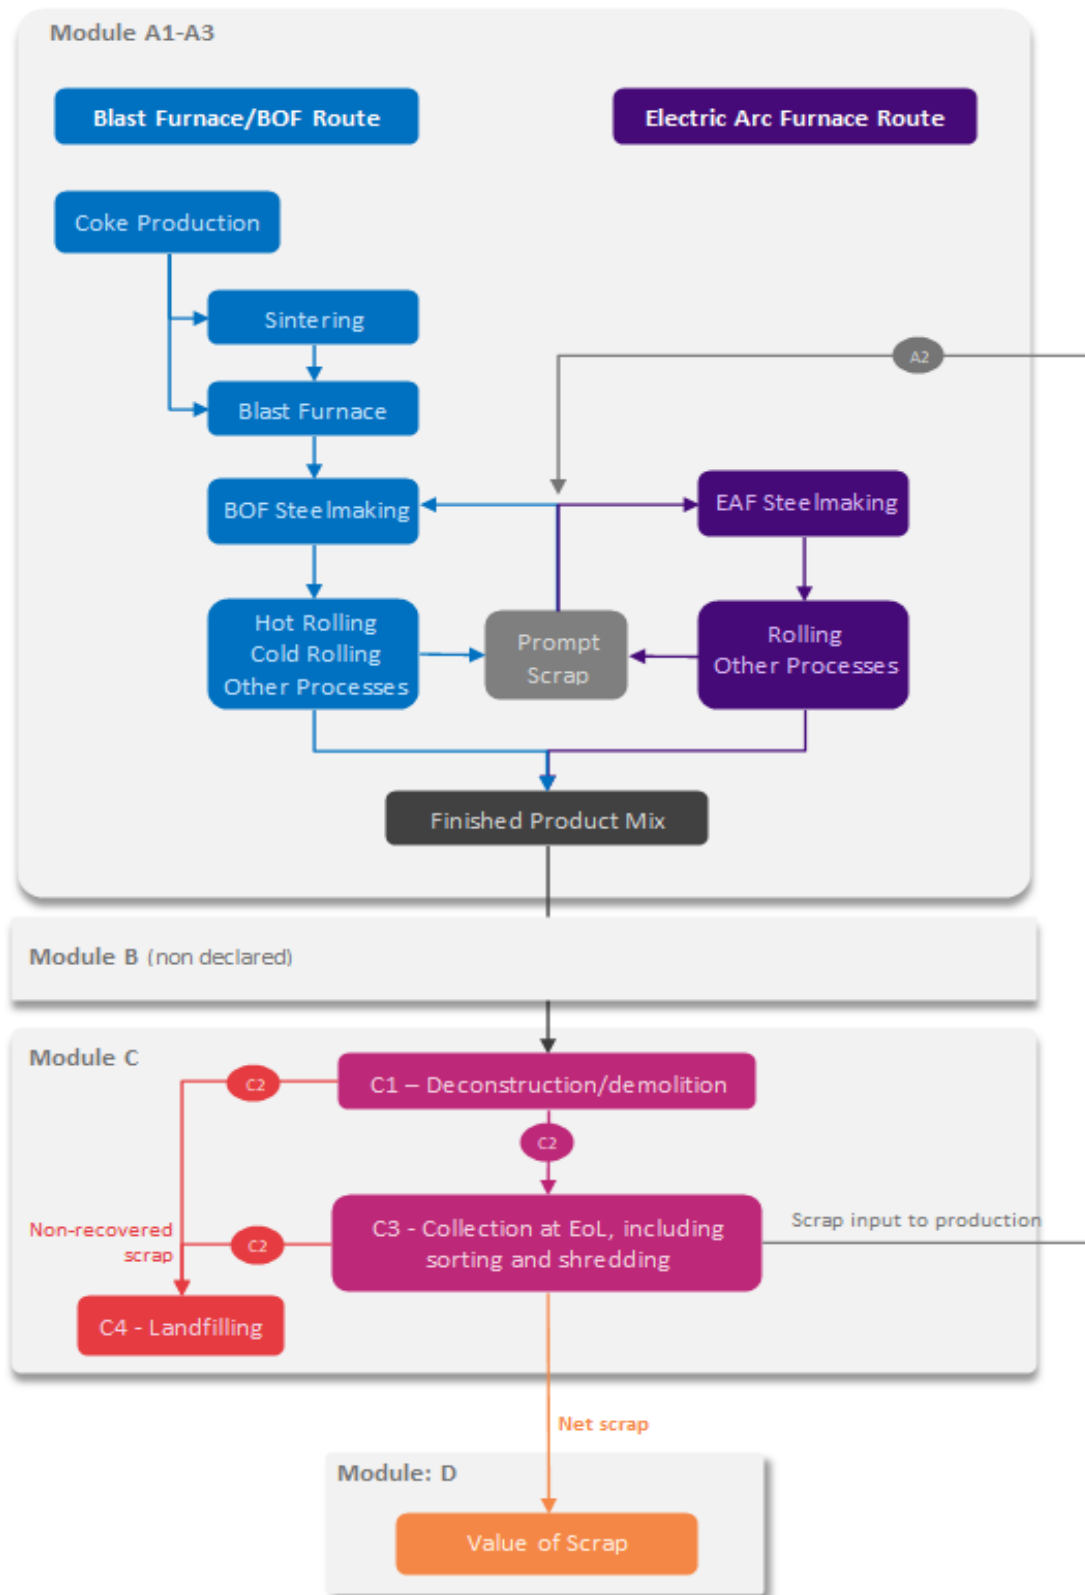 Module A1-A3
Blast Furnace/BOF Route
Electric Arc Furnace Route
Coke Production
Sintering
A2
Blast Furnace
BOF Steelmaking
EAF Steelmaking
Hot Rolling
Cold Rolling
Other Processes
Prompt
Scrap
Rolling
Other Processes
Finished Product Mix
Module B (non declared)
Module C
C2
C1 – Deconstruction/demolition
C2
Non-recovered
scrap
C2
C3 - Collection at EoL, including
sorting and shredding
Scrap input to production
C4 - Landfilling
Net scrap
Module: D
Value of Scrap